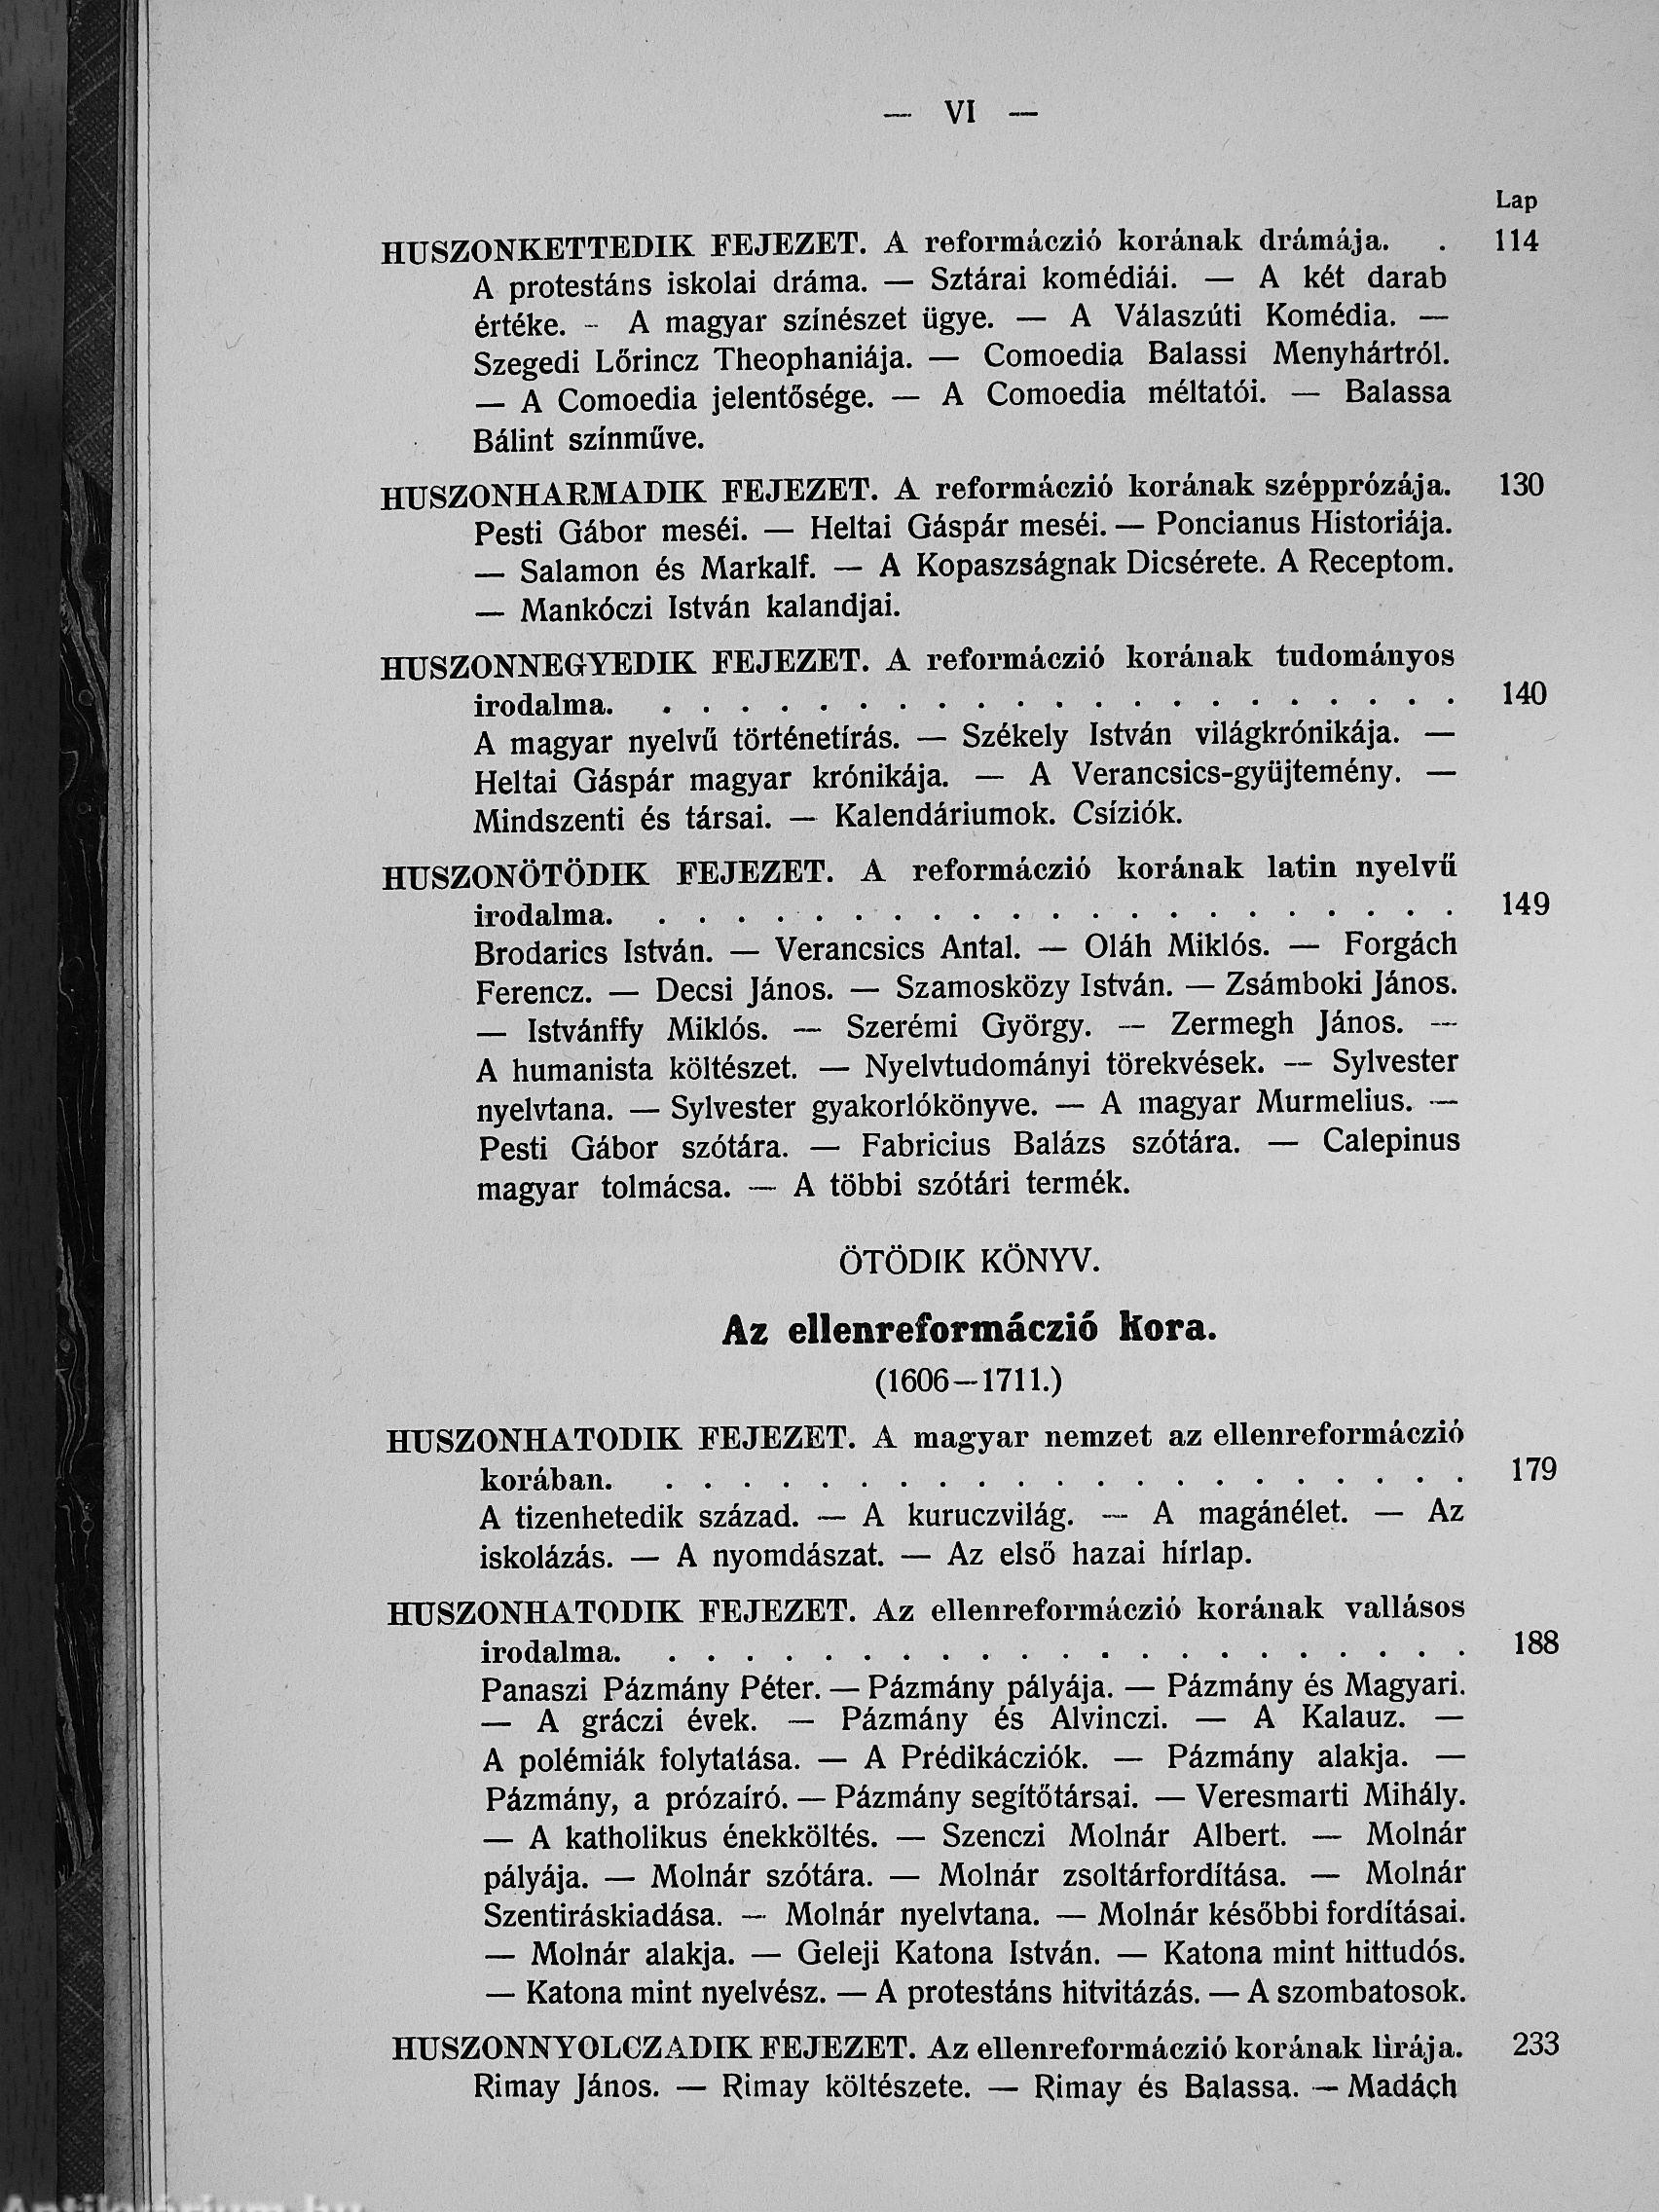 — VI —
Lap
HUSZONKETTEDIK FEJEZET. A reformáczió korának drámája. . 114
A protestáns iskolai dráma. — Sztárai komédiái. — A két darab
értéke. - A magyar színészet ügye. — A Válaszúti Komédia. —
Szegedi Lőrincz Theophaniája. — Comoedia Balassi Menyhártról.
— A Comoedia jelentősége. — A Comoedia méltatói. — Balassa
Bálint színműve.
HUSZONHARMADIK FEJEZET. A reformáczió korának szépprózája. 130
Pesti Gábor meséi. — Heltai Gáspár meséi. — Poncianus Historiája.
— Salamon és Markalf. — A Kopaszságnak Dicsérete. A Receptom.
— Mankóczi István kalandjai.
HUSZONNEGYEDIK FEJEZET. A reformáczió korának tudományos
irodalma. . . . . . . . . . . . . . . . . . . . . . 140
A magyar nyelvű történetírás. — Székely István világkrónikája. —
Heltai Gáspár magyar krónikája. — A Verancsics-gyüjtemény. —
Mindszenti és társai. — Kalendáriumok. Csíziók.
HUSZONÖTÖDIK FEJEZET. A reformáczió korának latin nyelvű
irodalma. . . . . . . . . . . . . . . . . . . . . . 149
Brodarics István. — Verancsics Antal. — Oláh Miklós. — Forgách
Ferencz. — Decsi János. — Szamosközy István. — Zsámboki János.
— Istvánffy Miklós. — Szerémi György. — Zermegh János. —
A humanista költészet. — Nyelvtudományi törekvések. — Sylvester
nyelvtana. — Sylvester gyakorlókönyve. — A magyar Murmelius. —
Pesti Gábor szótára. — Fabricius Balázs szótára. — Calepinus
magyar tolmácsa. — A többi szótári termék.
ÖTÖDIK KÖNYV.
Az ellenreformáczió kora.
(1606—1711.)
HUSZONHATODIK FEJEZET. A magyar nemzet az ellenreformáczió
korában. . . . . . . . . . . . . . . . . . . . . . 179
A tizenhetedik század. — A kuruczvilág. — A magánélet. — Az
iskolázás. — A nyomdászat. — Az első hazai hírlap.
HUSZONHATODIK FEJEZET. Az ellenreformáczió korának vallásos
irodalma. . . . . . . . . . . . . . . . . . . . . . 188
Panaszi Pázmány Péter. — Pázmány pályája. — Pázmány és Magyari.
— A gráczi évek. — Pázmány és Alvinczi. — A Kalauz. —
A polémiák folytatása. — A Prédikácziók. — Pázmány alakja. —
Pázmány, a prózaíró. — Pázmány segítőtársai. — Veresmarti Mihály.
— A katholikus énekköltés. — Szenczi Molnár Albert. — Molnár
pályája. — Molnár szótára. — Molnár zsoltárfordítása. — Molnár
Szentiráskiadása. — Molnár nyelvtana. — Molnár későbbi fordításai.
— Molnár alakja. — Geleji Katona István. — Katona mint hittudós.
— Katona mint nyelvész. — A protestáns hitvitázás. — A szombatosok.
HUSZONNYOLCZADIK FEJEZET. Az ellenreformáczió korának lirája. 233
Rimay János. — Rimay költészete. — Rimay és Balassa. — Madách